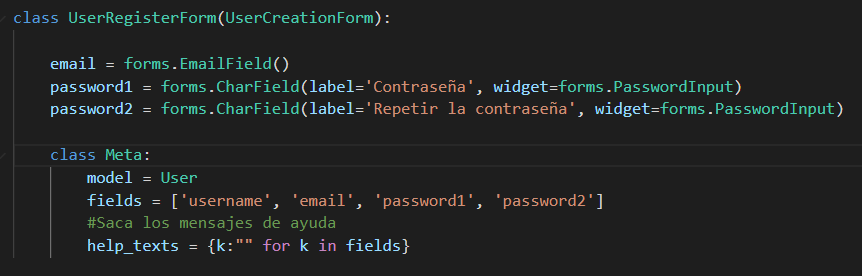 class UserRegisterForm(UserCreationForm):
email = forms.EmailField()
password1 = forms.CharField(label='Contraseña', widget=forms.PasswordInput)
password2 = forms.CharField(label='Repetir la contraseña', widget=forms.PasswordInput)
class Meta:
model = User
fields = ['username', 'email', 'password1', 'password2']
#Saca los mensajes de ayuda
help_texts = {k:"" for k in fields}